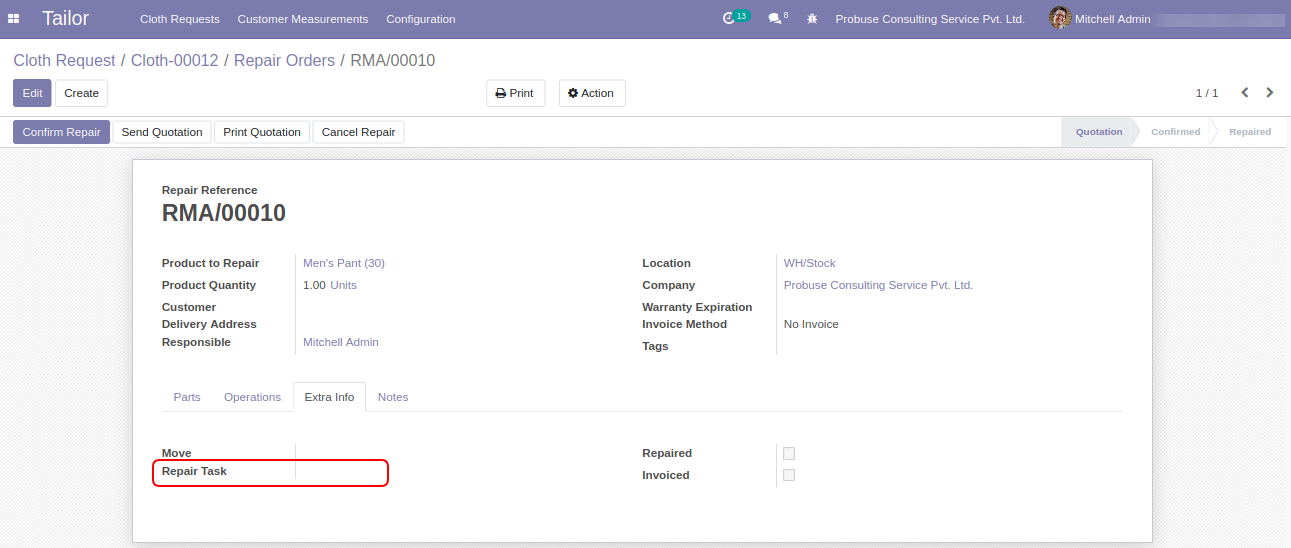 Tailor Cloth Requests Customer Measurements Configuration 13 8 Probuse Consulting Service Pvt. Ltd. Mitchell Admin
Cloth Request / Cloth-00012 / Repair Orders / RMA/00010
Edit Create Print Action 1 / 1
Confirm Repair Send Quotation Print Quotation Cancel Repair Quotation Confirmed Repaired
Repair Reference
RMA/00010
Product to Repair Men's Pant (30) Location WH/Stock
Product Quantity 1.00 Units Company Probuse Consulting Service Pvt. Ltd.
Customer Warranty Expiration
Delivery Address Invoice Method No Invoice
Responsible Mitchell Admin Tags
Parts Operations Extra Info Notes
Move Repaired
Repair Task Invoiced